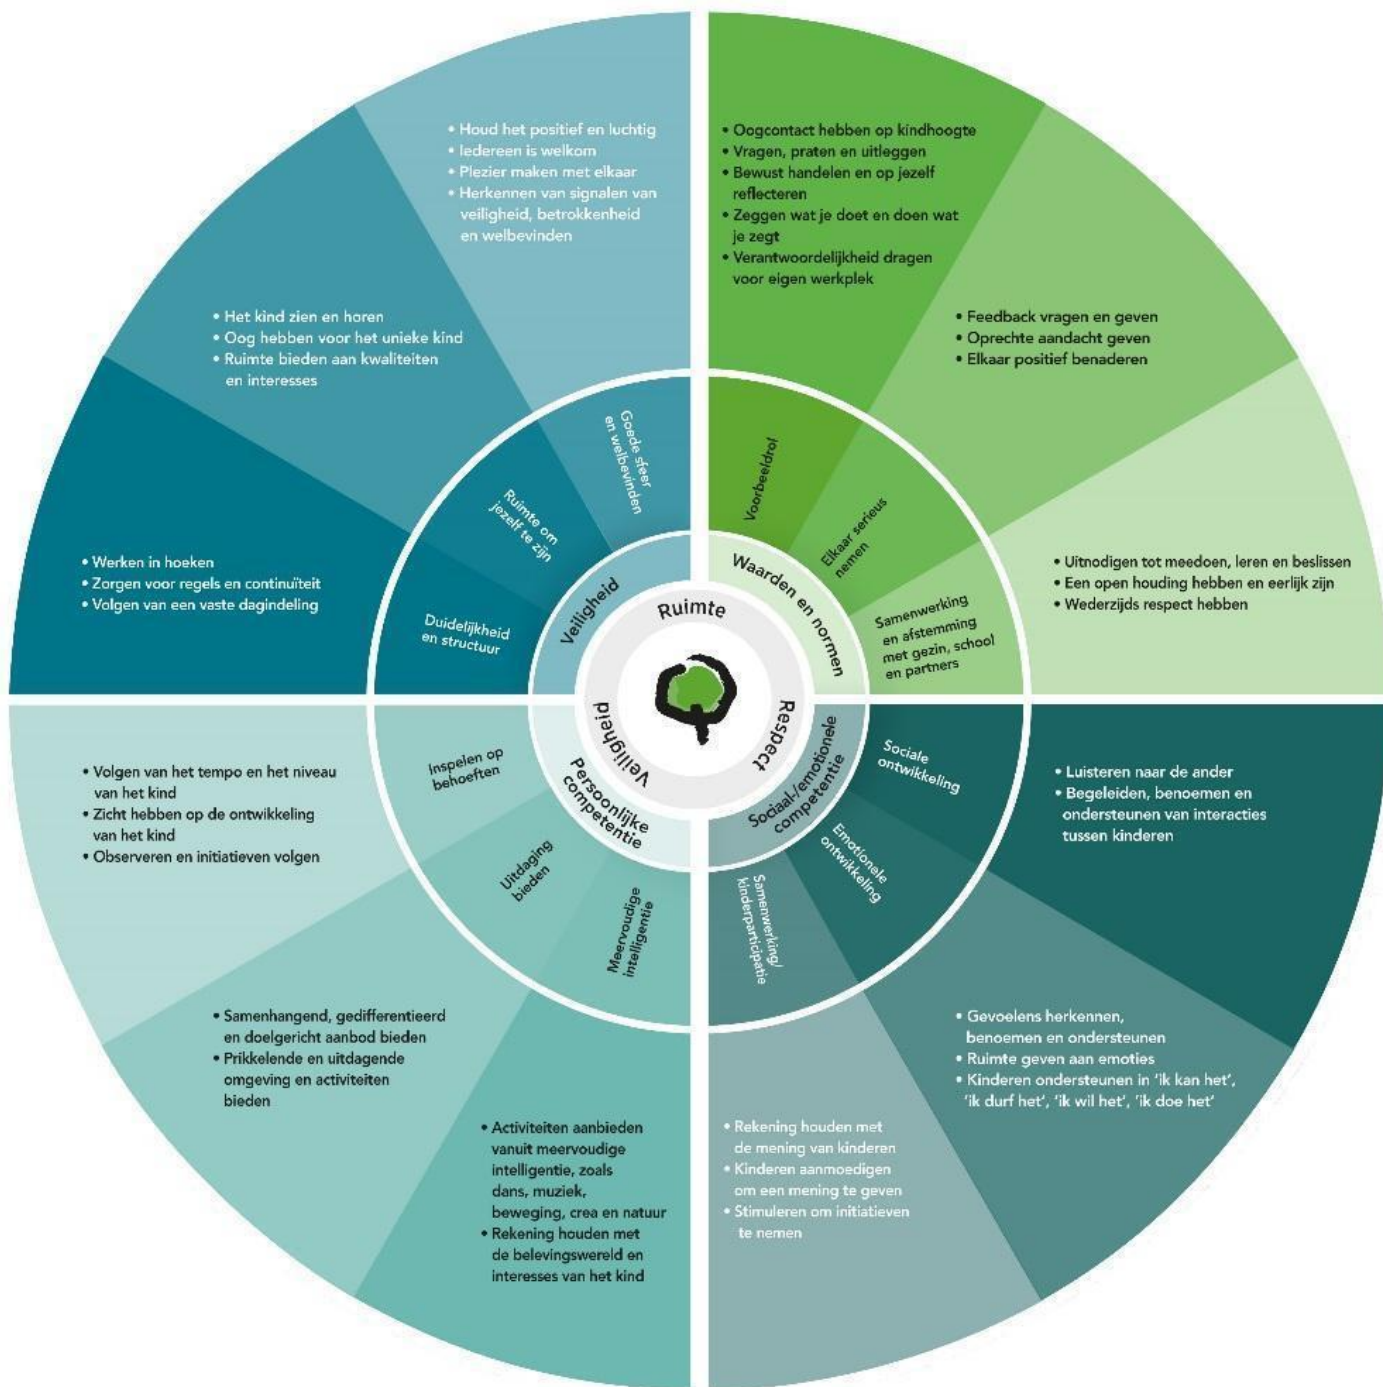 • Houd het positief en luchtig
• Iedereen is welkom
• Plezier maken met elkaar
• Herkennen van signalen van
veiligheid, betrokkenheid
en welbevinden
• Het kind zien en horen
• Oog hebben voor het unieke kind
• Ruimte bieden aan kwaliteiten
en interesses
• Werken in hoeken
• Zorgen voor regels en continuïteit
• Volgen van een vaste dagindeling
Goede sfeer
en welbevinden
Ruimte om
jezelf te zijn
Duidelijkheid
en structuur
Veiligheid
• Oogcontact hebben op kindhoogte
• Vragen, praten en uitleggen
• Bewust handelen en op jezelf
reflecteren
• Zeggen wat je doet en doen wat
je zegt
• Verantwoordelijkheid dragen
voor eigen werkplek
• Feedback vragen en geven
• Oprechte aandacht geven
• Elkaar positief benaderen
• Uitnodigen tot meedoen, leren en beslissen
• Een open houding hebben en eerlijk zijn
• Wederzijds respect hebben
Voorbeeldrol
Elkaar serieus
nemen
Samenwerking
en afstemming
met gezin, school
en partners
Waarden en normen
Ruimte
Respect
Veiligheid
Inspelen op
behoeften
Uitdaging
bieden
Meervoudige
intelligentie
Persoonlijke
competentie
• Volgen van het tempo en het niveau
van het kind
• Zicht hebben op de ontwikkeling
van het kind
• Observeren en initiatieven volgen
• Samenhangend, gedifferentieerd
en doelgericht aanbod bieden
• Prikkelende en uitdagende
omgeving en activiteiten
bieden
• Activiteiten aanbieden
vanuit meervoudige
intelligentie, zoals
dans, muziek,
beweging, crea en natuur
• Rekening houden met
de belevingswereld en
interesses van het kind
Sociaal-/emotionele
competentie
Sociale
ontwikkeling
Emotionele
ontwikkeling
Samenwerking/
kinderparticipatie
• Luisteren naar de ander
• Begeleiden, benoemen en
ondersteunen van interacties
tussen kinderen
• Gevoelens herkennen,
benoemen en ondersteunen
• Ruimte geven aan emoties
• Kinderen ondersteunen in 'ik kan het',
'ik durf het', 'ik wil het', 'ik doe het'
• Rekening houden met
de mening van kinderen
• Kinderen aanmoedigen
om een mening te geven
• Stimuleren om initiatieven
te nemen